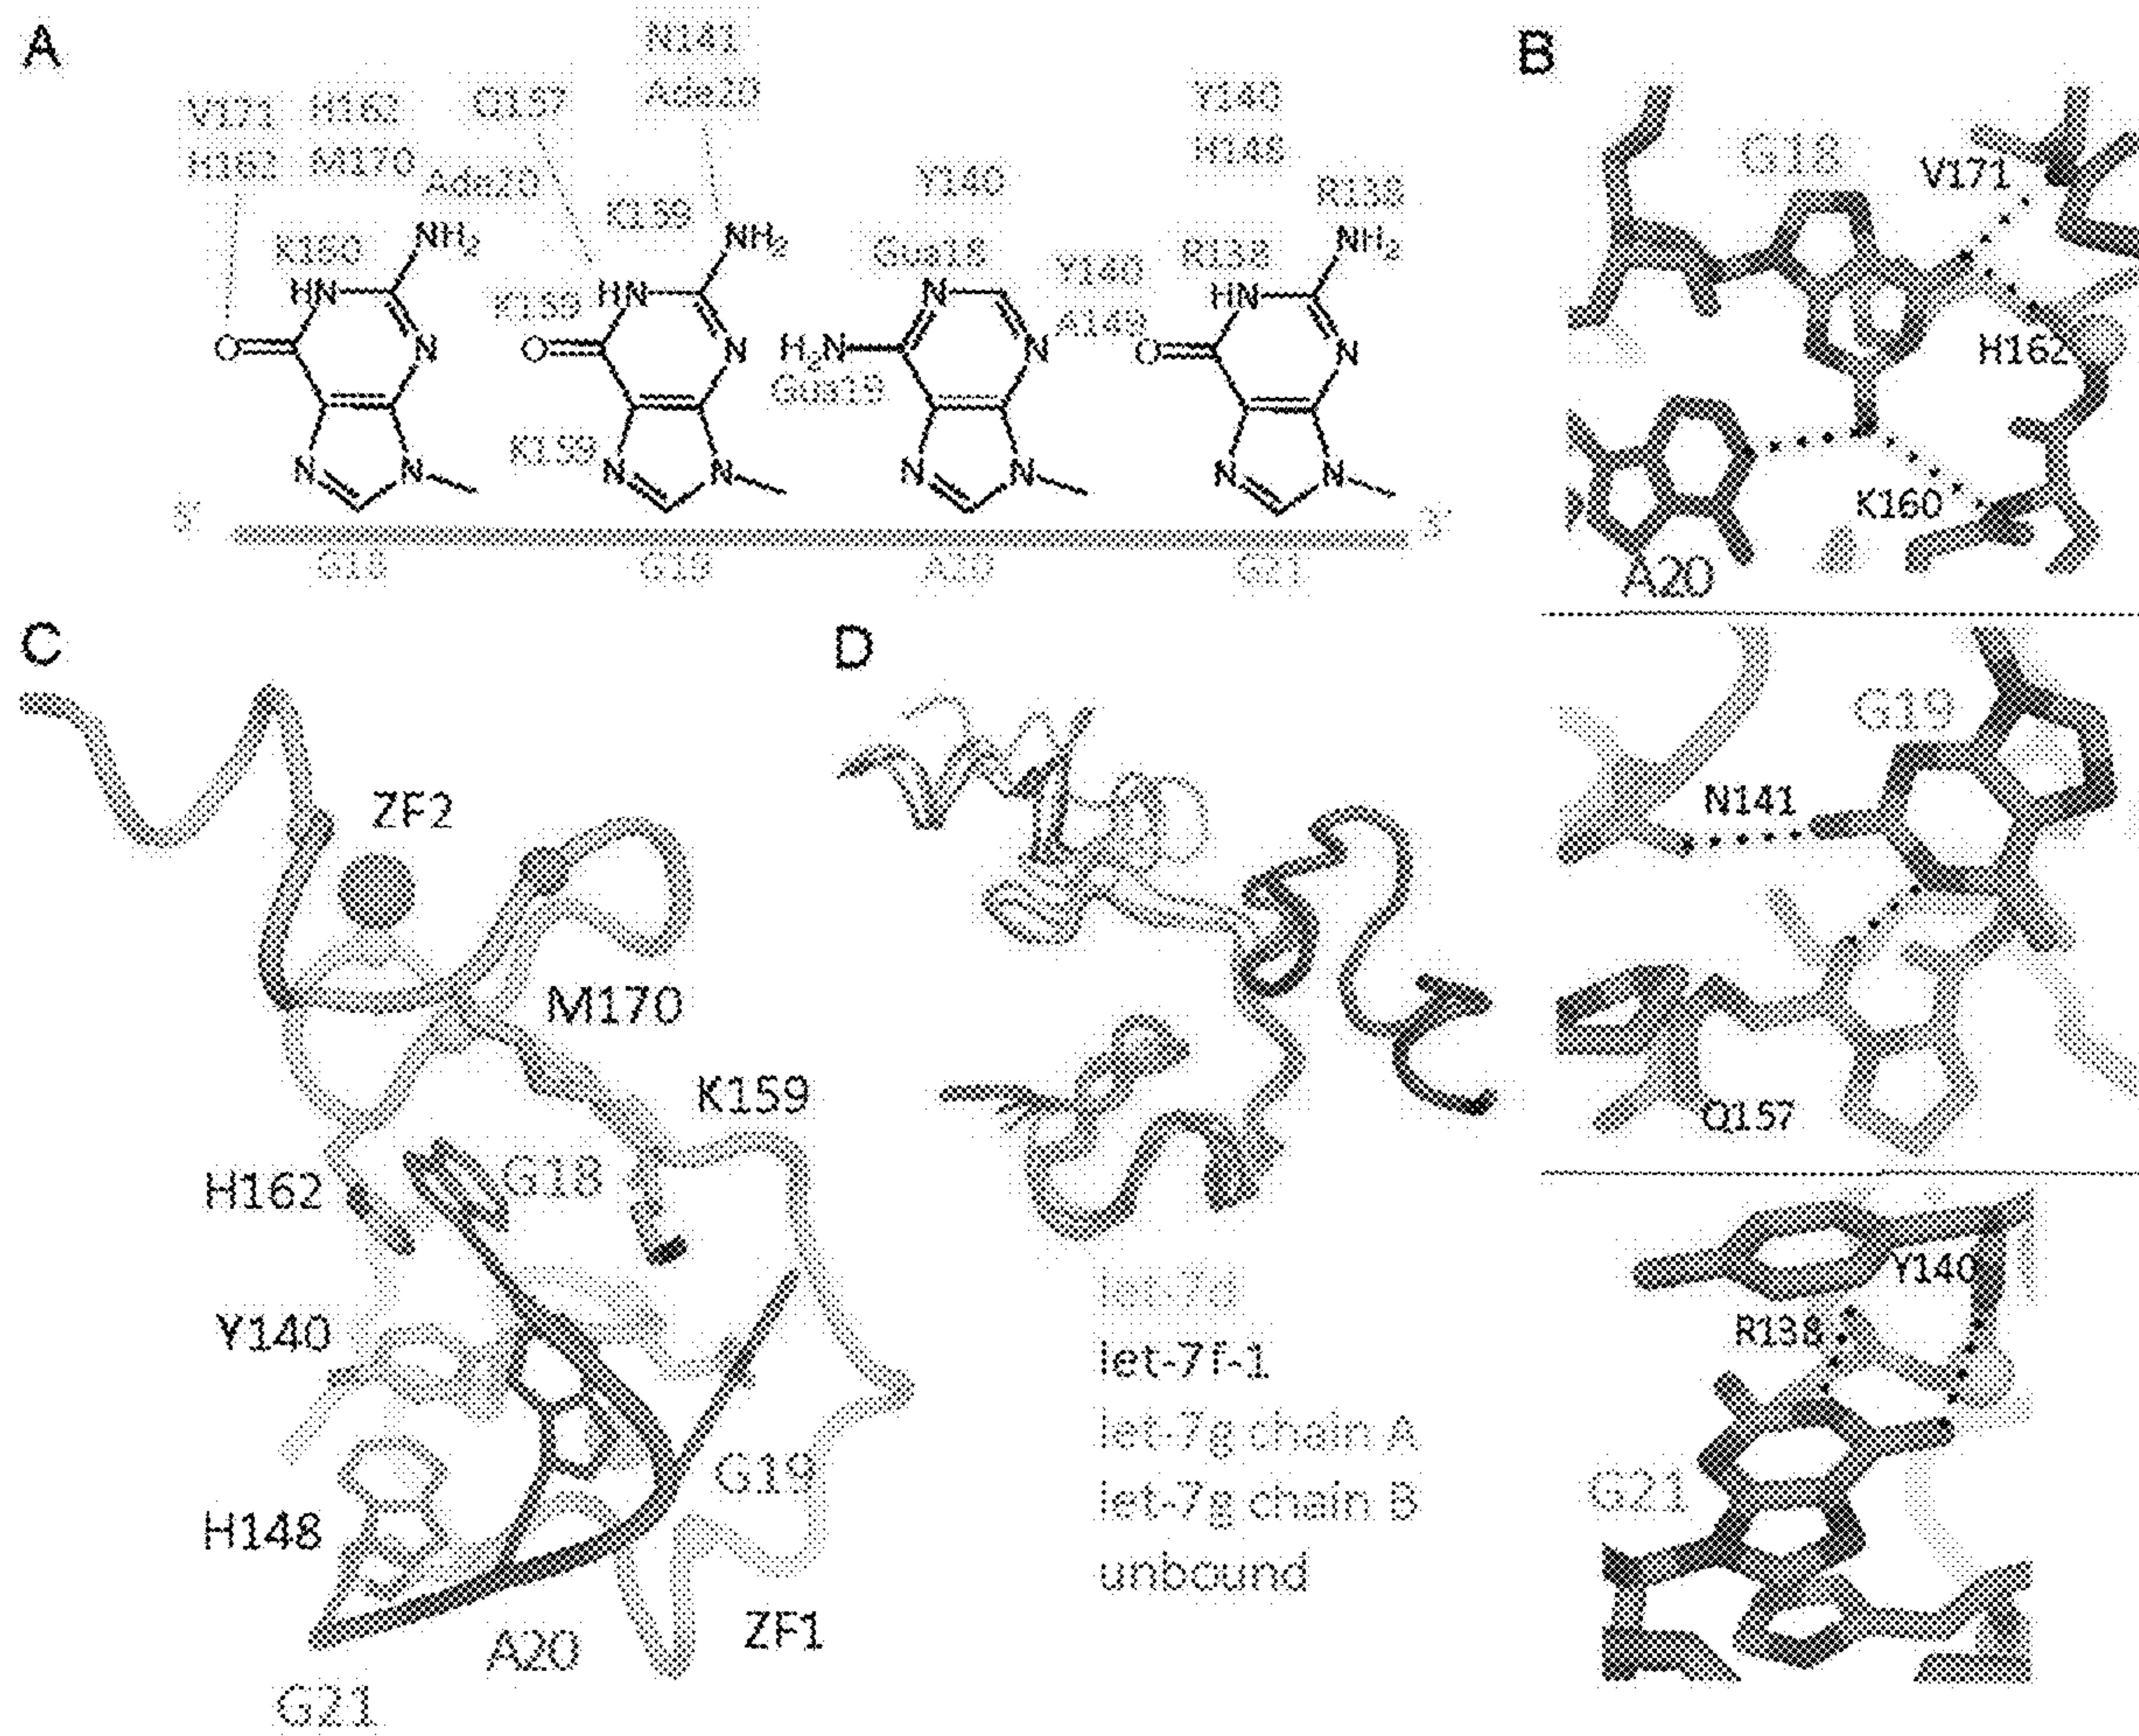 A
N141
Ade20
V171
H162
H162
M170
Q157
Ade20
K160
K159
Y140
Gua18
Y140
H148
R138
R138
Y140
A149
NH2
NH2
NH2
HN
HN
N
HN
K159
O
N
O
N
H2N
N
O
N
Gua19
K159
N
N
N
N
N
N
N
N
5'
3'
G18
G19
A20
G21
B
G18
V171
H162
K160
A20
G19
N141
Q157
Y140
R138
G21
C
ZF2
M170
K159
H162
G18
Y140
G19
H148
A20
ZF1
G21
D
let-7d
let-7f-1
let-7g chain A
let-7g chain B
unbound